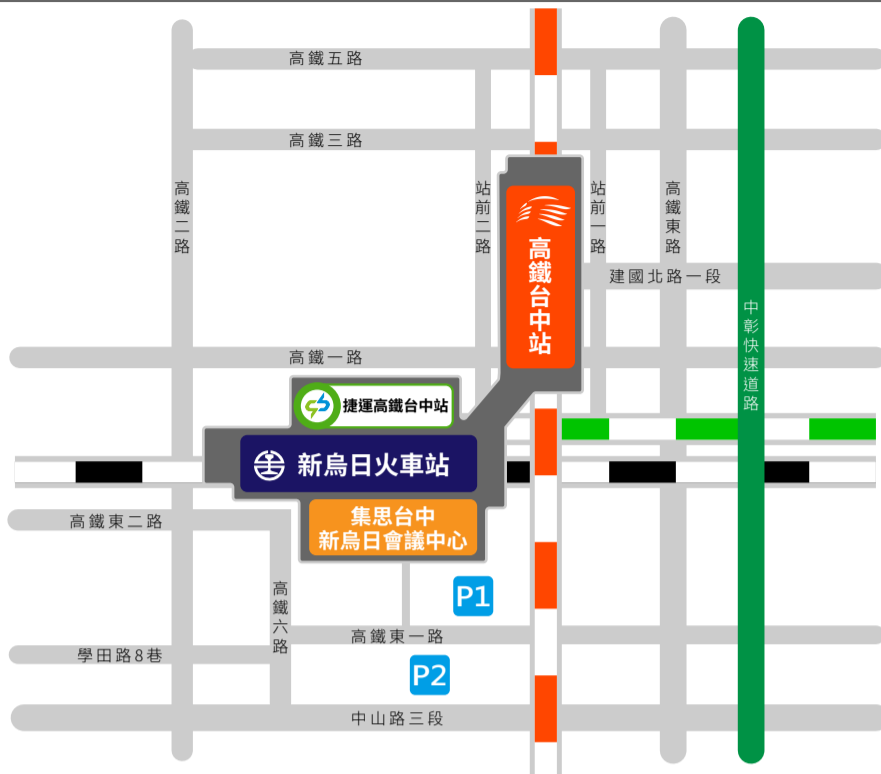 高鐵五路
高鐵三路
高鐵二路
站前二路
站前一路
高鐵東路
高鐵台中站
建國北路一段
中彰快速道路
高鐵一路
捷運高鐵台中站
新烏日火車站
集思台中
新烏日會議中心
高鐵東二路
高鐵六路
P1
高鐵東一路
學田路8巷
P2
中山路三段